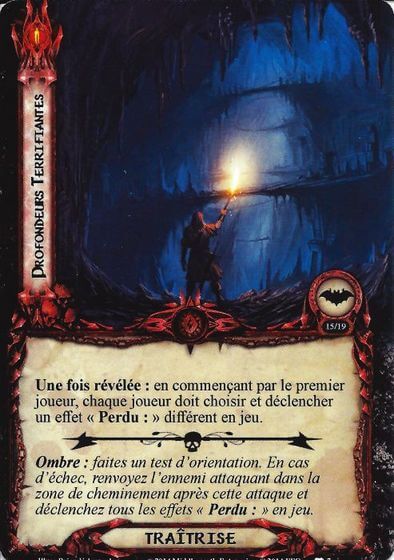 PROFONDEURS TERRIFIANTES
15/19
Une fois révélée : en commençant par le premier
joueur, chaque joueur doit choisir et déclencher
un effet « Perdu : » différent en jeu.
Ombre : faites un test d'orientation. En cas
d'échec, renvoyez l'ennemi attaquant dans la
zone de cheminement après cette attaque et
déclenchez tous les effets « Perdu : » en jeu.
TRAÎTRISE